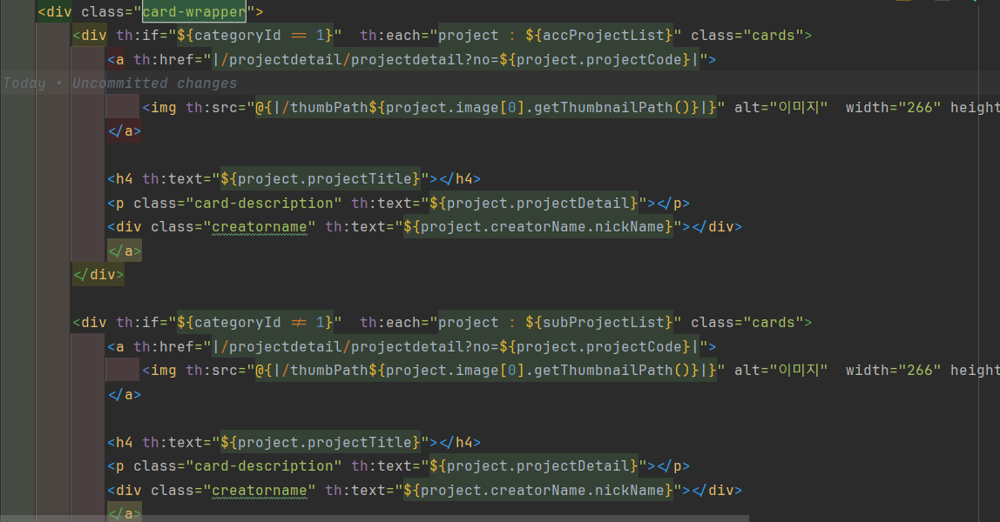 <div class="card-wrapper">
<div th:if="${categoryId == 1}"  th:each="project : ${accProjectList}" class="cards">
<a th:href="|/projectdetail/projectdetail?no=${project.projectCode}|">
Today • Uncommitted changes
<img th:src="@{|/thumbPath${project.image[0].getThumbnailPath()}|}" alt="이미지"  width="266" height
</a>
<h4 th:text="${project.projectTitle}"></h4>
<p class="card-description" th:text="${project.projectDetail}"></p>
<div class="creatorname" th:text="${project.creatorName.nickName}"></div>
</a>
</div>
<div th:if="${categoryId != 1}"  th:each="project : ${subProjectList}" class="cards">
<a th:href="|/projectdetail/projectdetail?no=${project.projectCode}|">
<img th:src="@{|/thumbPath${project.image[0].getThumbnailPath()}|}" alt="이미지"  width="266" height
</a>
<h4 th:text="${project.projectTitle}"></h4>
<p class="card-description" th:text="${project.projectDetail}"></p>
<div class="creatorname" th:text="${project.creatorName.nickName}"></div>
</a>